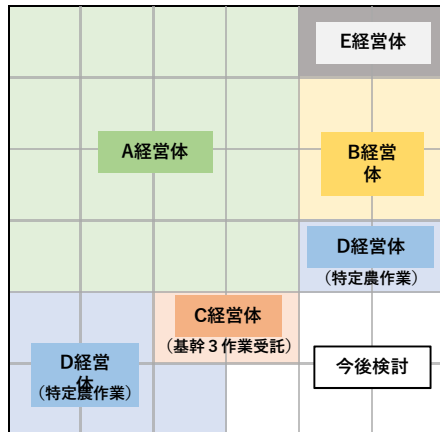 E経営体
A経営体
B経営
体
D経営体
（特定農作業）
C経営体
（基幹３作業受託）
D経営
体
（特定農作業）
今後検討